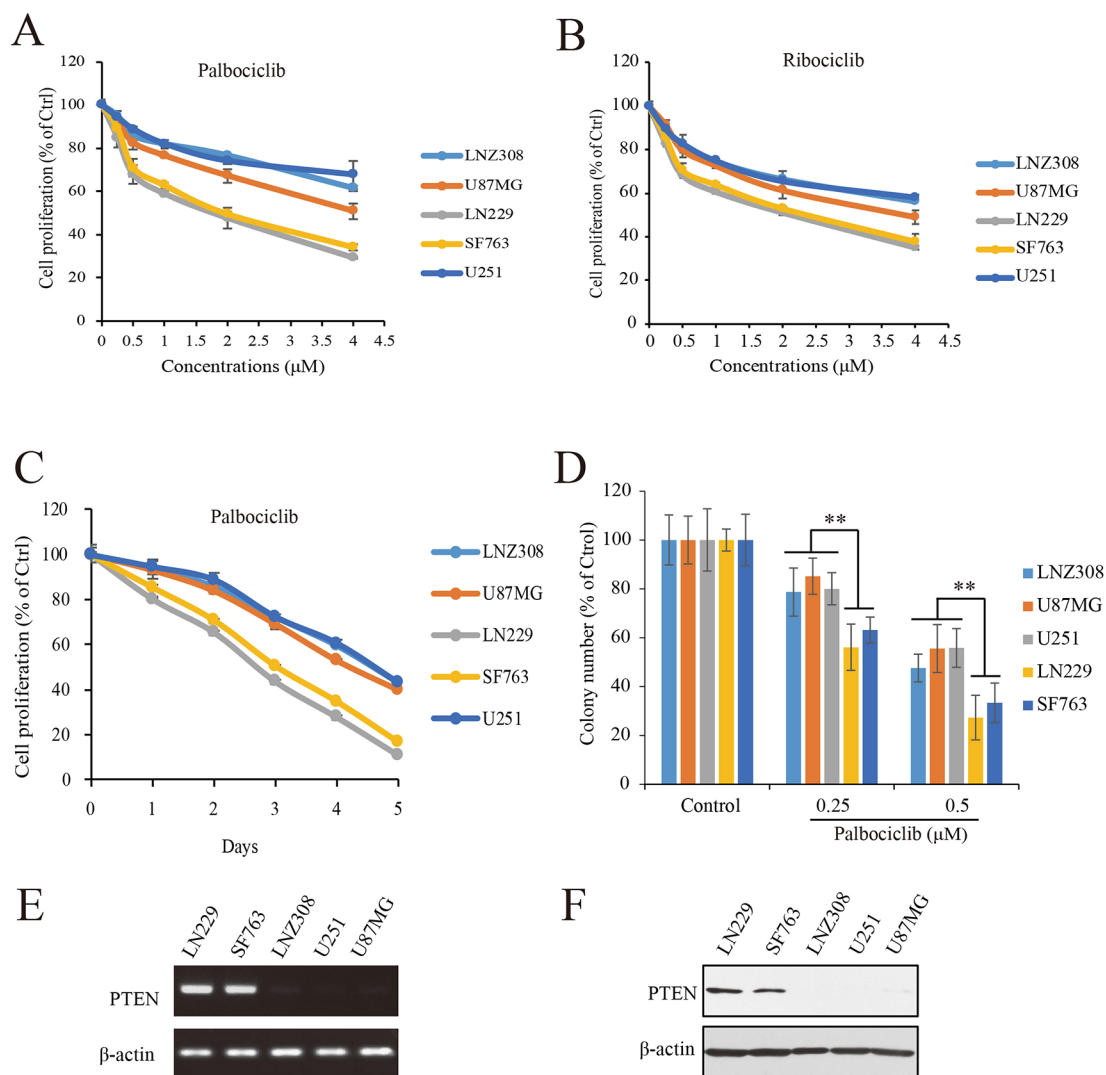 A
Palbociclib
Cell proliferation (% of Ctrl)
120
100
80
60
40
20
0
0 0.5 1 1.5 2 2.5 3 3.5 4 4.5
Concentrations (μM)
LNZ308
U87MG
LN229
SF763
U251
B
Ribociclib
Cell proliferation (% of Ctrl)
120
100
80
60
40
20
0
0 0.5 1 1.5 2 2.5 3 3.5 4 4.5
Concentrations (μM)
LNZ308
U87MG
LN229
SF763
U251
C
Palbociclib
Cell proliferation (% of Ctrl)
120
100
80
60
40
20
0
0 1 2 3 4 5
Days
LNZ308
U87MG
LN229
SF763
U251
D
Colony number (% of Ctrol)
120
100
80
60
40
20
0
**
**
Control 0.25 0.5
Palbociclib (μM)
LNZ308
U87MG
U251
LN229
SF763
E
LN229 SF763 LNZ308 U251 U87MG
PTEN
β-actin
F
LN229 SF763 LNZ308 U251 U87MG
PTEN
β-actin